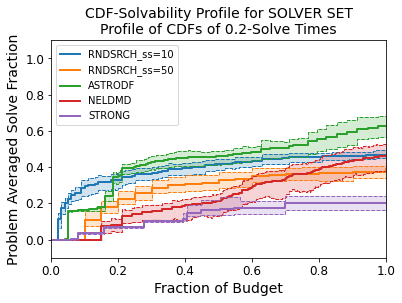 CDF-Solvability Profile for SOLVER SET
Profile of CDFs of 0.2-Solve Times
Problem Averaged Solve Fraction
1.0
0.8
0.6
0.4
0.2
0.0
RNDSRCH_ss=10
RNDSRCH_ss=50
ASTRODF
NELDMD
STRONG
0.0 0.2 0.4 0.6 0.8 1.0
Fraction of Budget